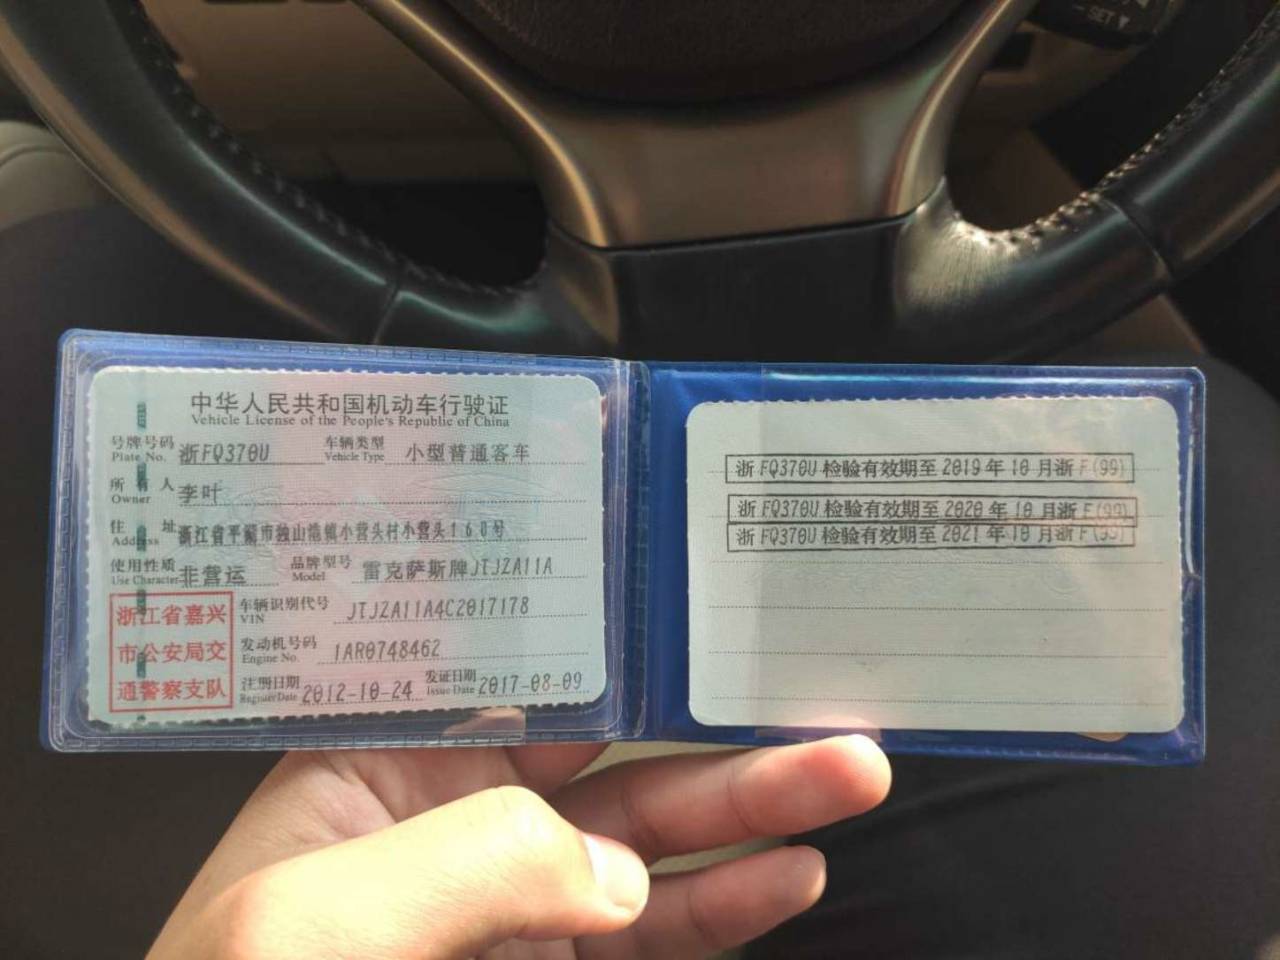 SET▼
中华人民共和国机动车行驶证
Vehicle License of the People's Republic of China
号牌号码 浙FQ370U 车辆类型 小型普通客车
Plate No. Vehicle Type
所有人 李叶
Owner
住址 浙江省平湖市独山港镇小营头村小营头160号
Address
使用性质 非营运 品牌型号 雷克萨斯牌JTJZA11A
Use Character Model
浙江省嘉兴
市公安局交
通警察支队
车辆识别代号 JTJZA11A4C2017178
VIN
发动机号码 1AR0748462
Engine No.
注册日期 2012-10-24 发证日期 2017-08-09
Register Date Issue Date
浙FQ370U检验有效期至2019年10月浙F(99)
浙FQ370U检验有效期至2020年10月浙F(99)
浙FQ370U检验有效期至2021年10月浙F(99)